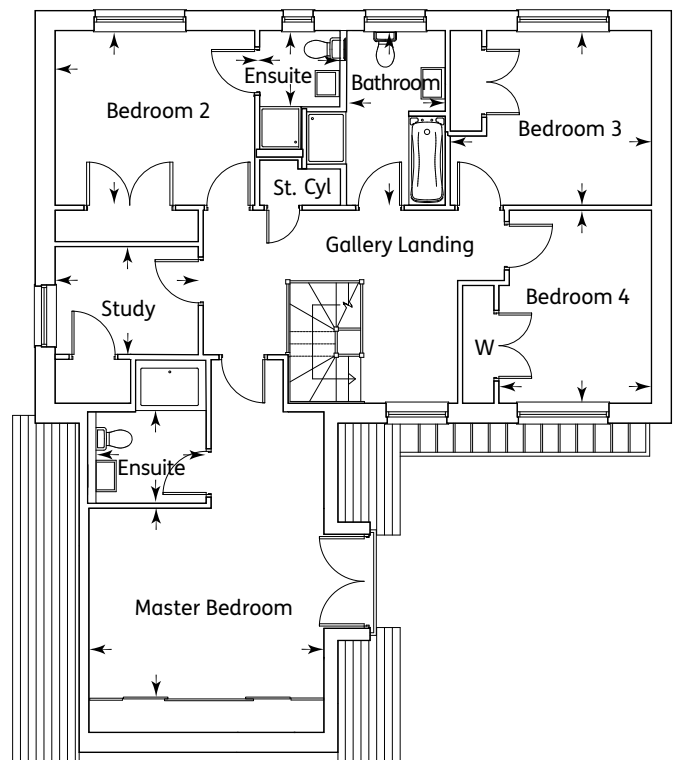 Ensuite
Bathroom
Bedroom 2
Bedroom 3
St. Cyl
Gallery Landing
Bedroom 4
Study
W
Ensuite
Master Bedroom